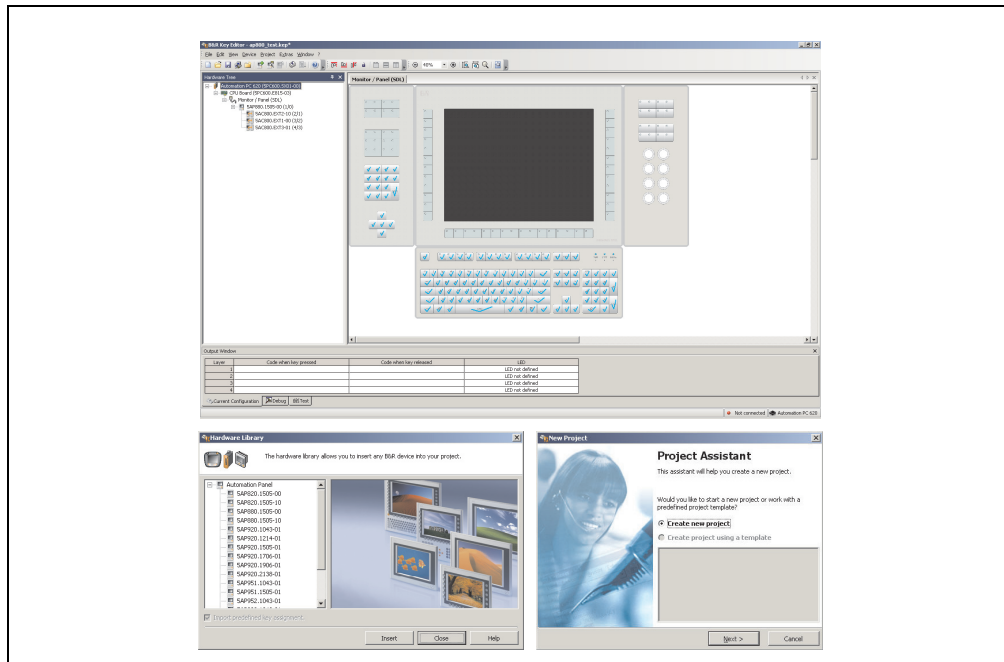 B&R Key Editor - ap800_test.kep*
File Edit View Device Project Extras Window ?
40%
Hardware Tree
Automation PC 620 (5PC600.SX01-00)
CPU Board (5PC600.E815-03)
Monitor / Panel (SDL)
5AP880.1505-00 (1/0)
5AC800.EXT2-10 (2/1)
5AC800.EXT1-00 (3/2)
5AC800.EXT3-01 (4/3)
Monitor / Panel (SDL)
Output Window
Layer Code when key pressed Code when key released LED
1 LED not defined
2 LED not defined
3 LED not defined
4 LED not defined
Current Configuration Debug Test
Not connected Automation PC 620
Hardware Library
The hardware library allows you to insert any B&R device into your project.
Automation Panel
5AP820.1505-00
5AP820.1505-10
5AP880.1505-00
5AP880.1505-10
5AP920.1043-01
5AP920.1214-01
5AP920.1505-01
5AP920.1706-01
5AP920.1906-01
5AP920.2138-01
5AP951.1043-01
5AP951.1505-01
5AP952.1043-01
Import predefined key assignment
Insert Close Help
New Project
Project Assistant
This assistant will help you create a new project.
Would you like to start a new project or work with a
predefined project template?
Create new project
Create project using a template
Next > Cancel